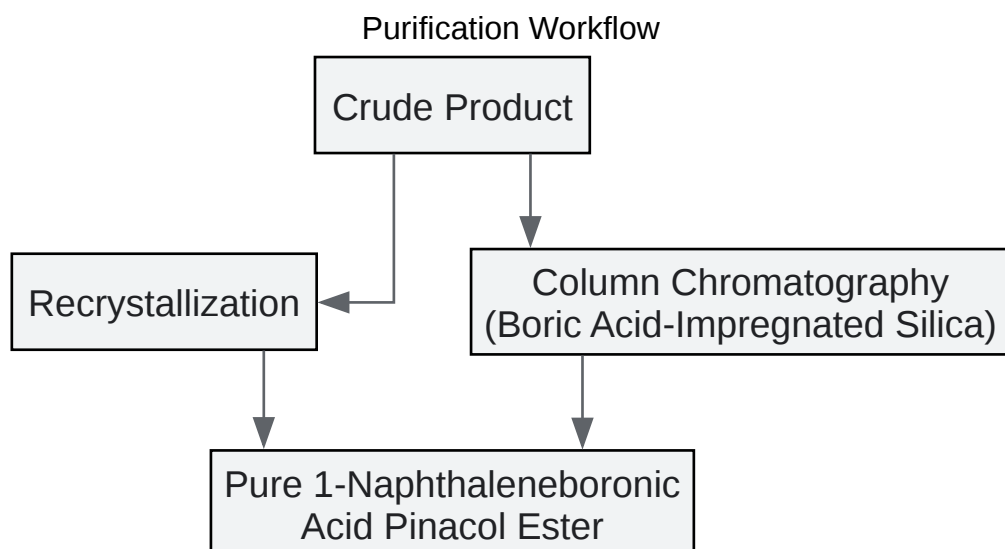 Purification Workflow
Crude Product
Recrystallization
Column Chromatography
(Boric Acid-Impregnated Silica)
Pure 1-Naphthaleneboronic
Acid Pinacol Ester